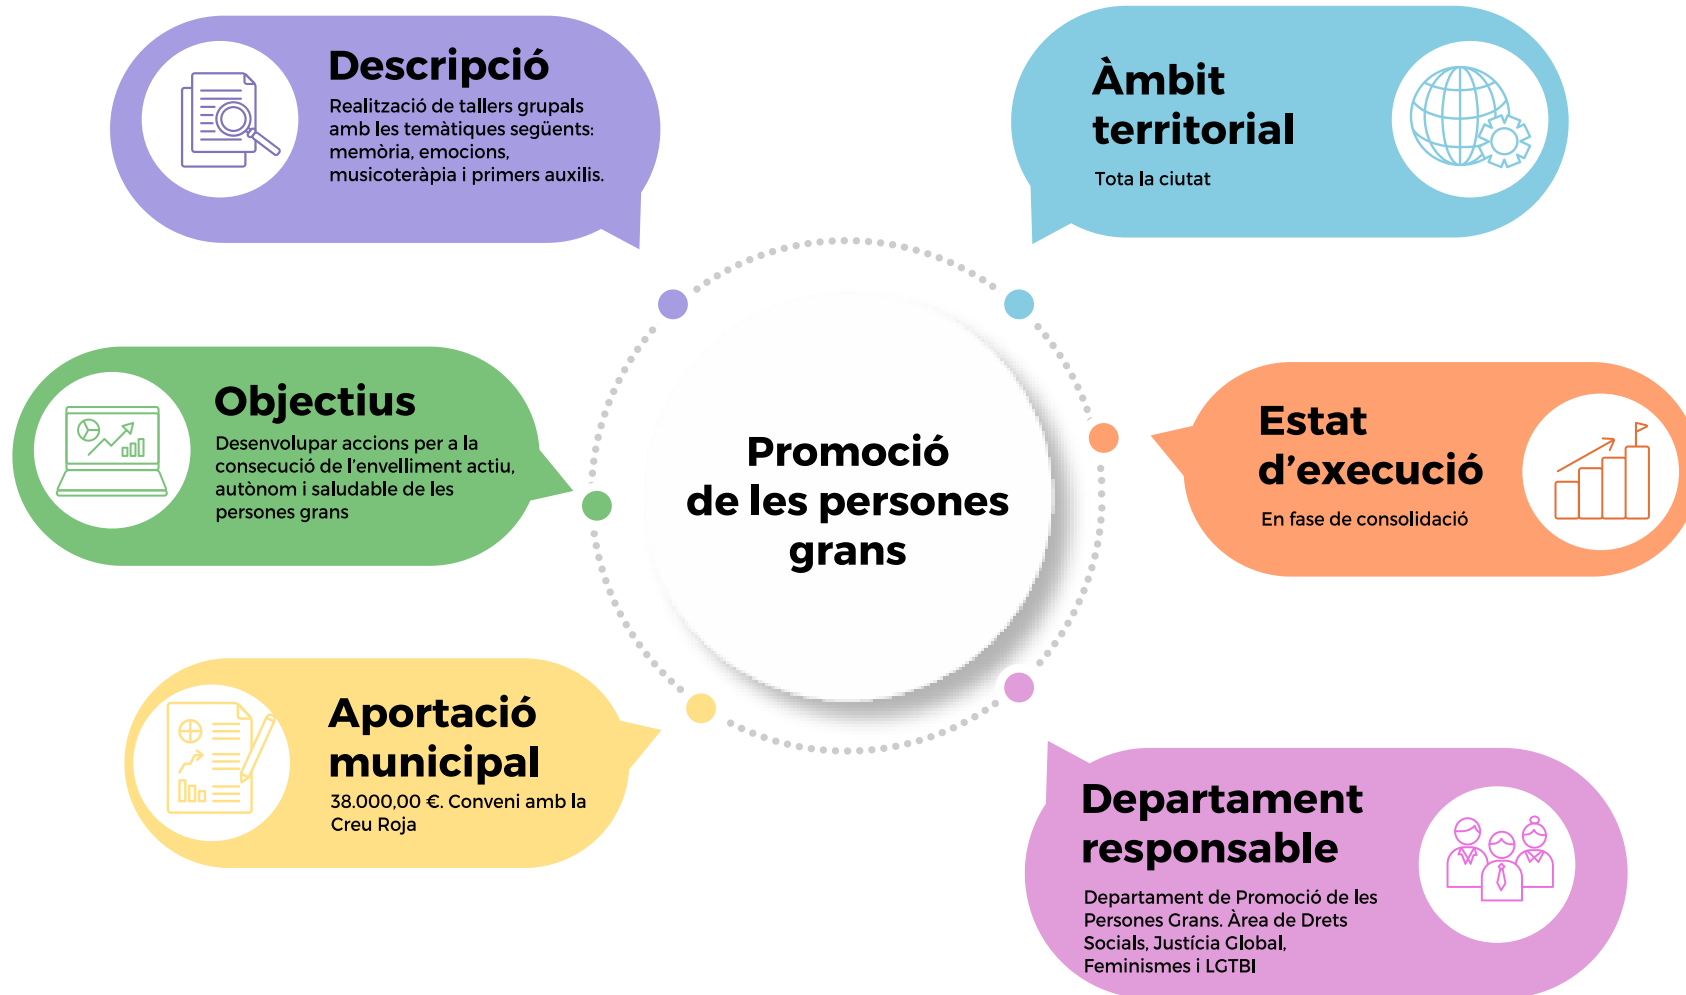 Descripció
Realització de tallers grupals
amb les temàtiques següents:
memòria, emocions,
musicoteràpia i primers auxilis.
Àmbit
territorial
Tota la ciutat
Objectius
Desenvolupar accions per a la
consecució de l'envelliment actiu,
autònom i saludable de les
persones grans
Promoció
de les persones
grans
Estat
d'execució
En fase de consolidació
Aportació
municipal
38.000,00 €. Conveni amb la
Creu Roja
Departament
responsable
Departament de Promoció de les
Persones Grans. Àrea de Drets
Socials, Justícia Global,
Feminismes i LGTBI